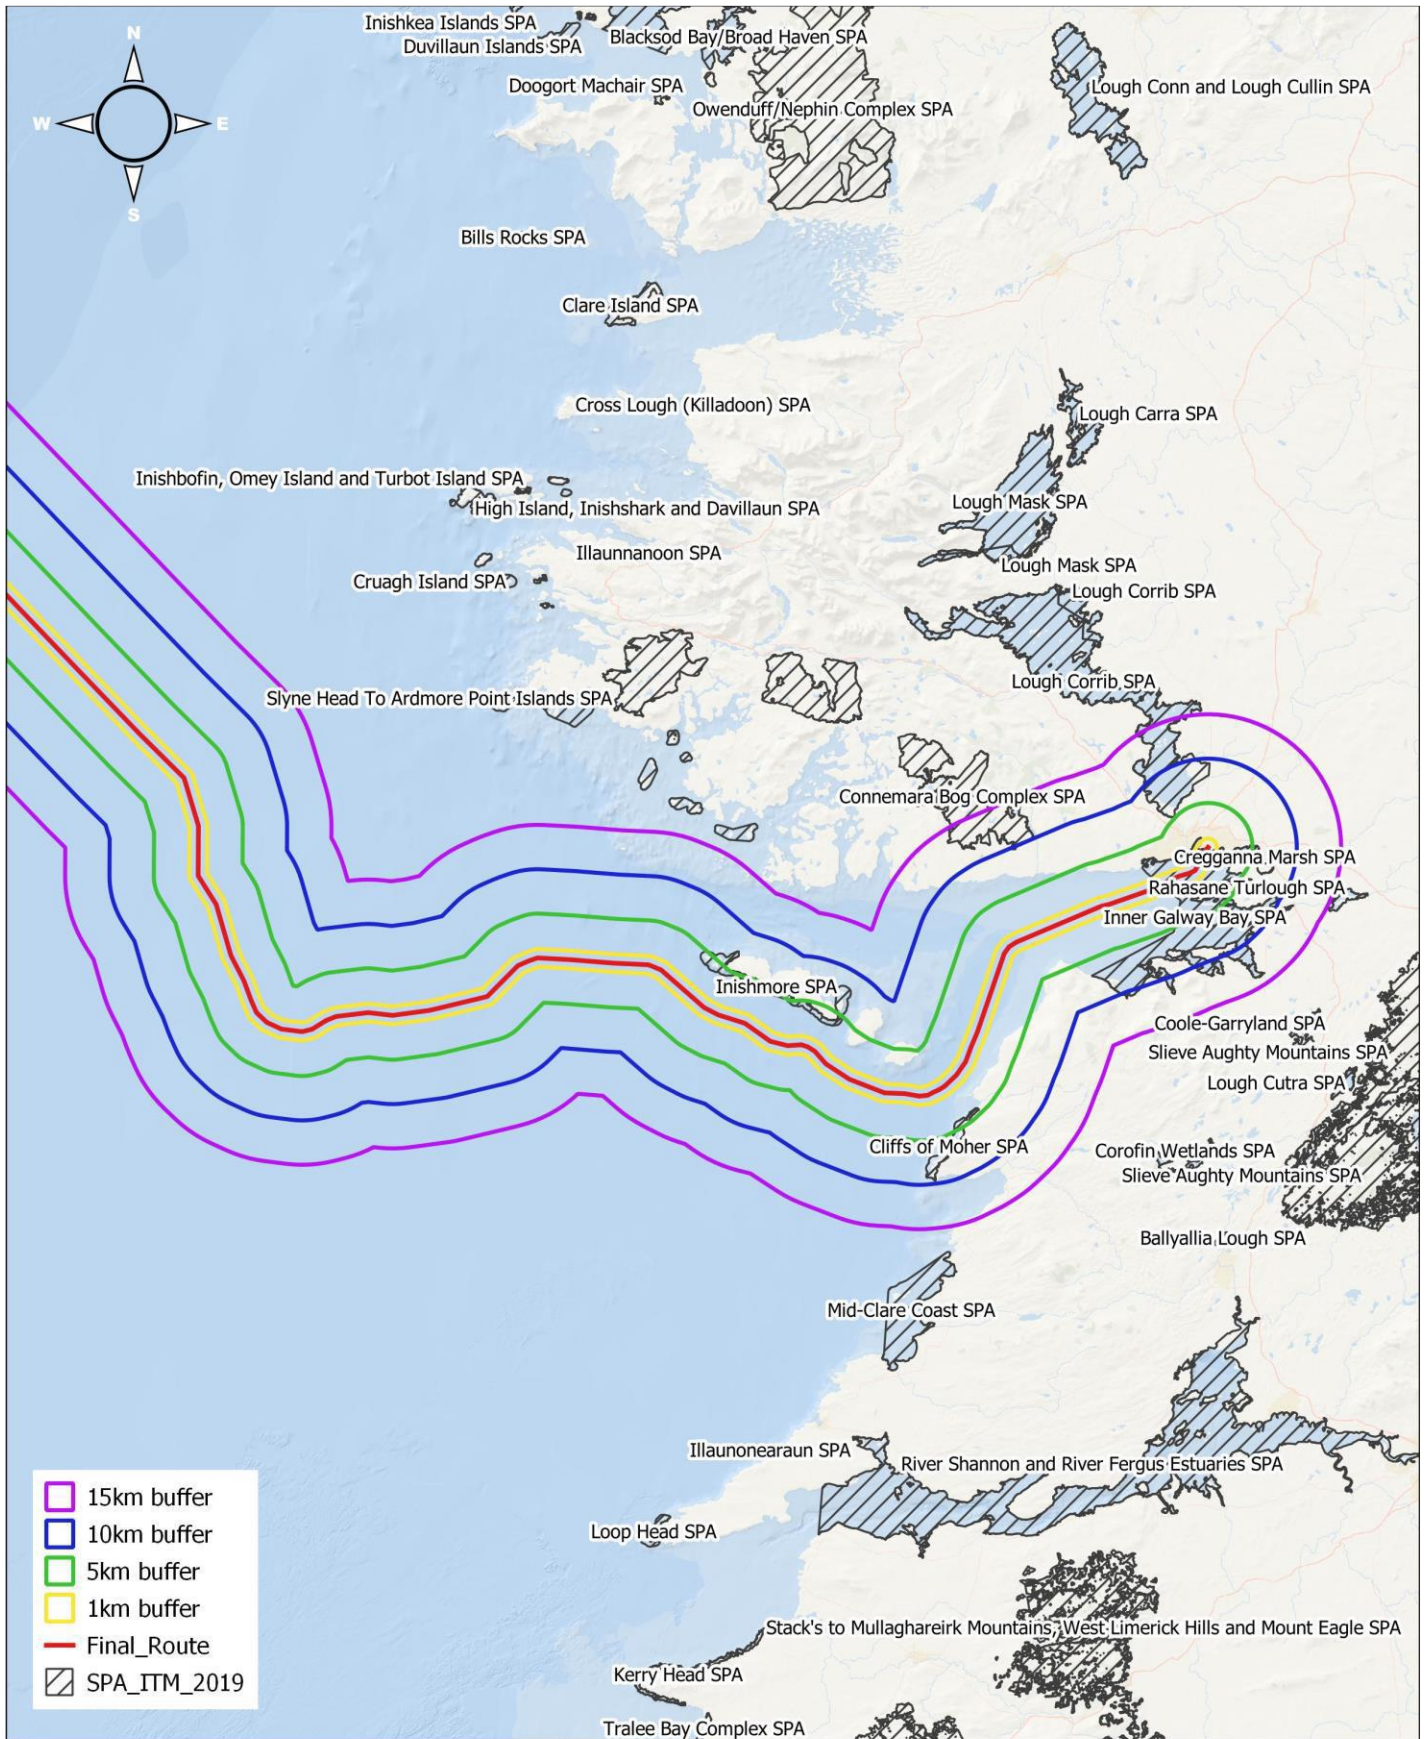 Inishkea Islands SPA
Duvillaun Islands SPA
Blacksod Bay/Broad Haven SPA
N
W
E
S
Doogort Machair SPA
Owenduff/Nephin Complex SPA
Lough Conn and Lough Cullin SPA
Bills Rocks SPA
Clare Island SPA
Cross Lough (Killadoon) SPA
Lough Carra SPA
Inishbofin, Omey Island and Turbot Island SPA
High Island, Inishshark and Davillaun SPA
Lough Mask SPA
Illaunnanoon SPA
Lough Mask SPA
Cruagh Island SPA
Lough Corrib SPA
Lough Corrib SPA
Slyne Head To Ardmore Point Islands SPA
Connemara Bog Complex SPA
Cregganna Marsh SPA
Rahasane Turlough SPA
Inner Galway Bay SPA
Inishmore SPA
Coole-Garryland SPA
Slieve Aughty Mountains SPA
Lough Cutra SPA
Cliffs of Moher SPA
Corofin Wetlands SPA
Slieve Aughty Mountains SPA
Ballyallia Lough SPA
Mid-Clare Coast SPA
Illaunonearaun SPA
River Shannon and River Fergus Estuaries SPA
Loop Head SPA
Stack's to Mullaghareirk Mountains, West Limerick Hills and Mount Eagle SPA
Kerry Head SPA
Tralee Bay Complex SPA
15km buffer
10km buffer
5km buffer
1km buffer
Final_Route
SPA_ITM_2019